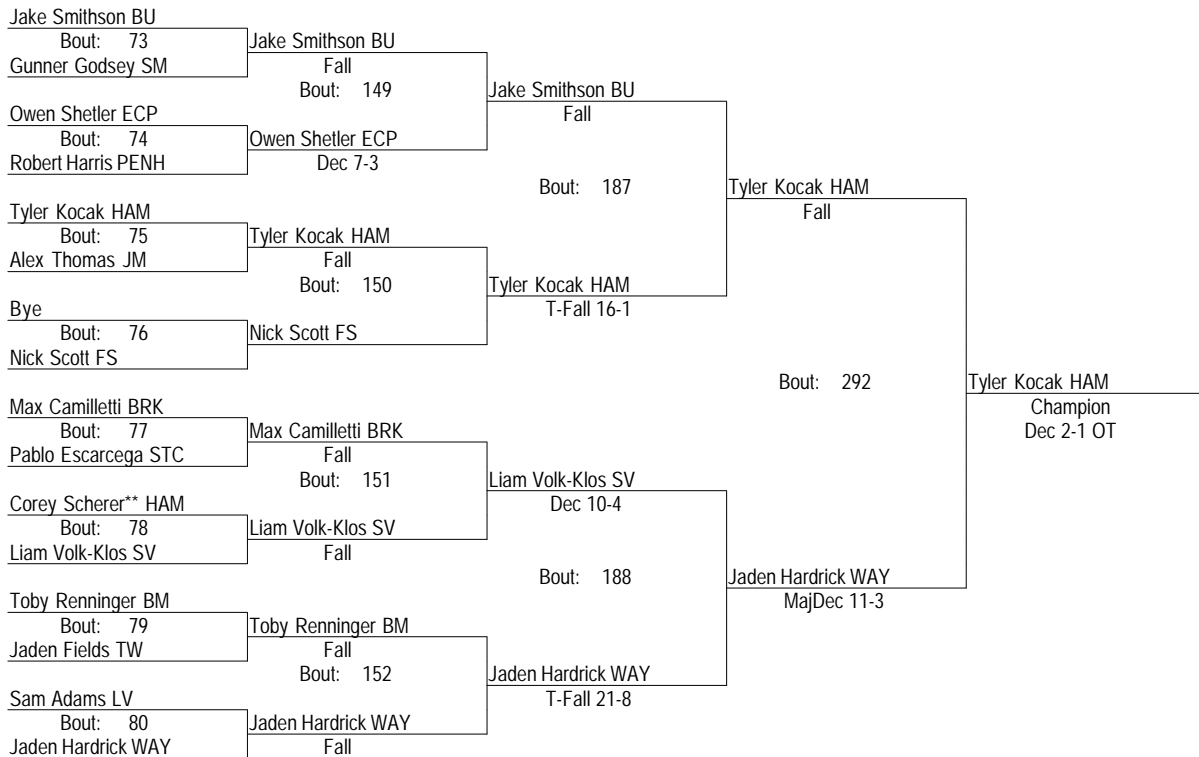 Jake Smithson BU
Bout: 73
Gunner Godsey SM
Jake Smithson BU
Fall
Bout: 149
Owen Shetler ECP
Bout: 74
Robert Harris PENH
Owen Shetler ECP
Dec 7-3
Jake Smithson BU
Fall
Bout: 187
Tyler Kocak HAM
Bout: 75
Alex Thomas JM
Tyler Kocak HAM
Fall
Bout: 150
Bye
Bout: 76
Nick Scott FS
Nick Scott FS
Tyler Kocak HAM
T-Fall 16-1
Tyler Kocak HAM
Fall
Bout: 292
Max Camilletti BRK
Bout: 77
Pablo Escarcega STC
Max Camilletti BRK
Fall
Bout: 151
Corey Scherer** HAM
Bout: 78
Liam Volk-Klos SV
Liam Volk-Klos SV
Fall
Liam Volk-Klos SV
Dec 10-4
Bout: 188
Toby Renninger BM
Bout: 79
Jaden Fields TW
Toby Renninger BM
Fall
Bout: 152
Sam Adams LV
Bout: 80
Jaden Hardrick WAY
Jaden Hardrick WAY
Fall
Jaden Hardrick WAY
T-Fall 21-8
Jaden Hardrick WAY
MajDec 11-3
Tyler Kocak HAM
Champion
Dec 2-1 OT